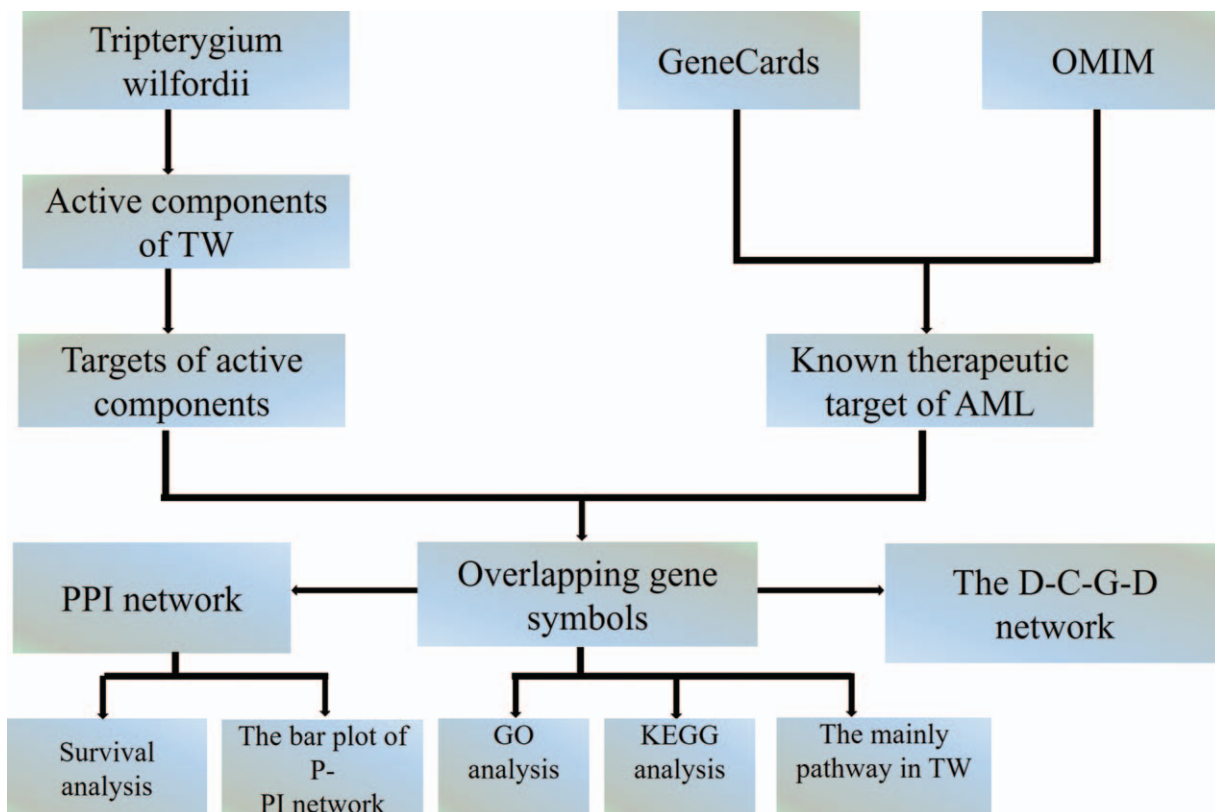 Tripterygium
wilfordii
GeneCards
OMIM
Active components
of TW
Targets of active
components
Known therapeutic
target of AML
PPI network
Overlapping gene
symbols
The D-C-G-D
network
Survival
analysis
The bar plot of
P-
PI network
GO
analysis
KEGG
analysis
The mainly
pathway in TW